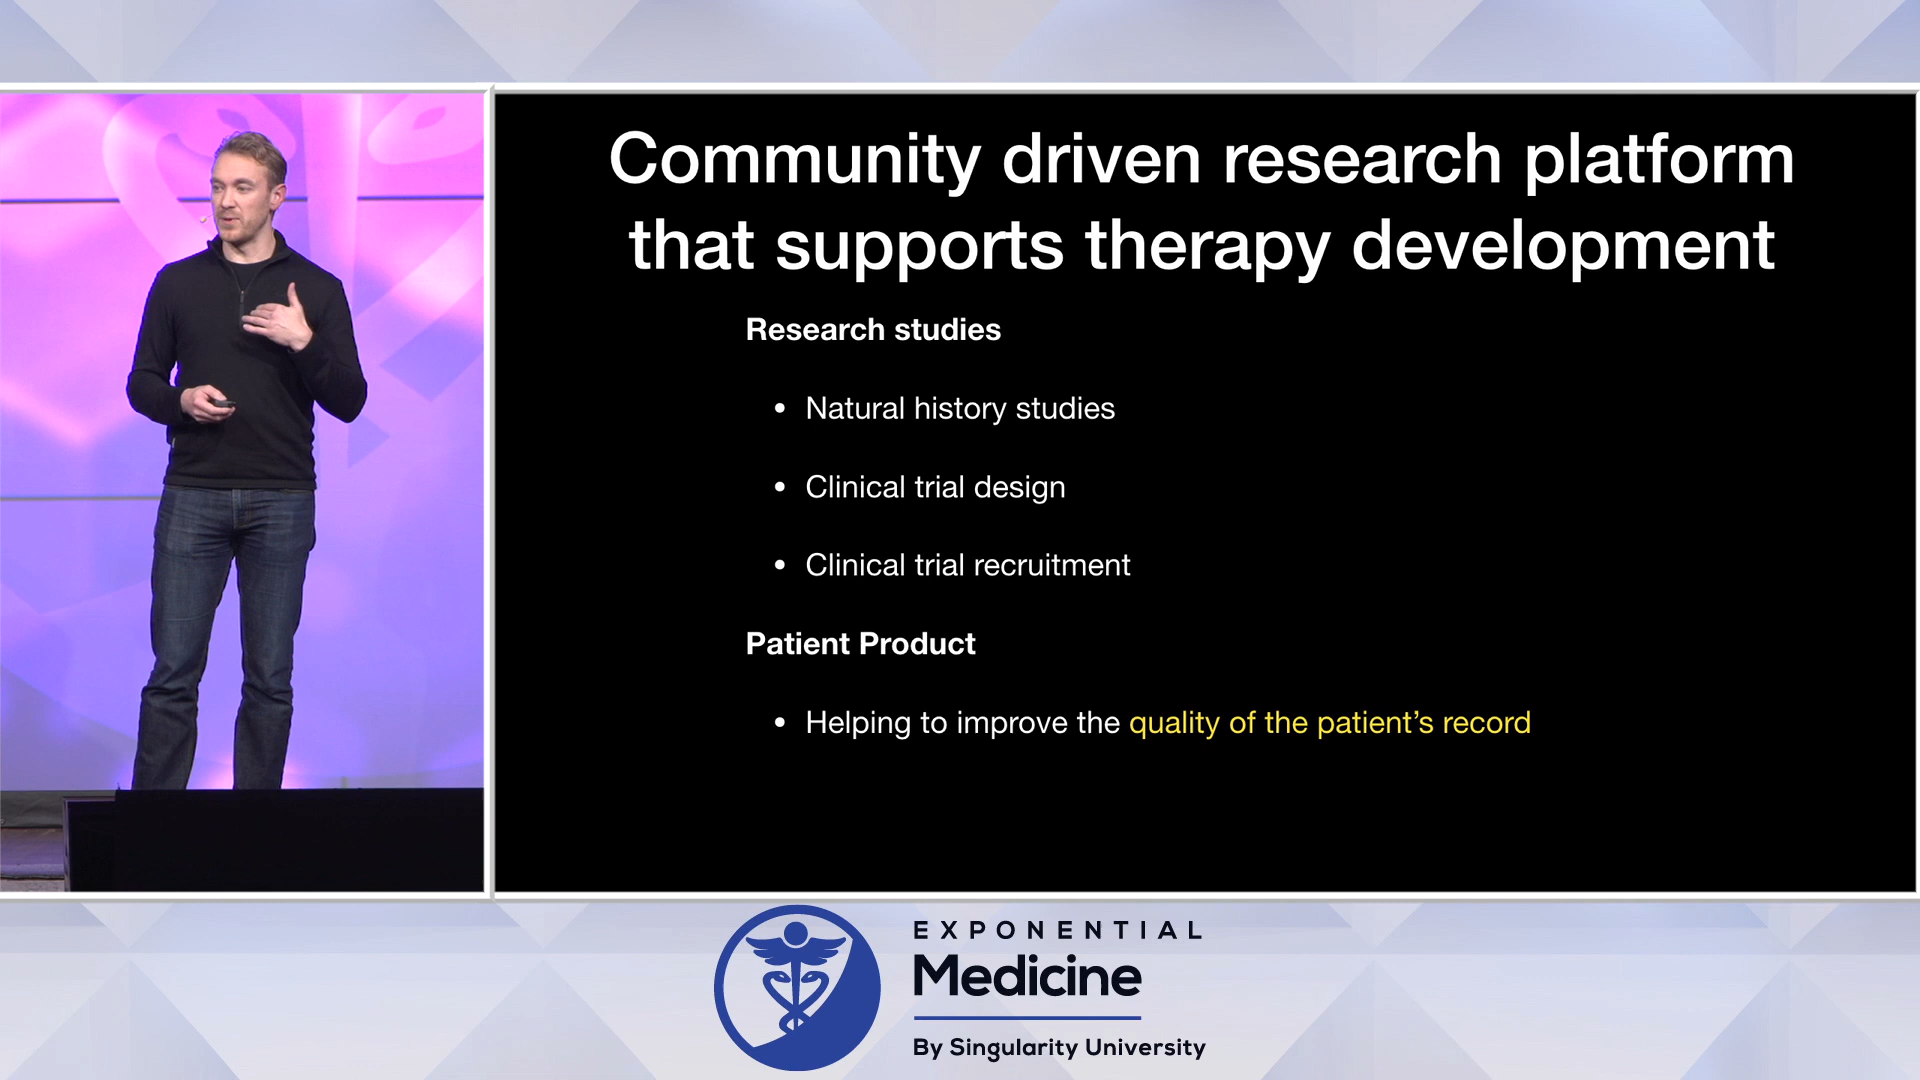 Community driven research platform
that supports therapy development
Research studies
• Natural history studies
• Clinical trial design
• Clinical trial recruitment
Patient Product
• Helping to improve the quality of the patient’s record
EXPONENTIAL
Medicine
By Singularity University